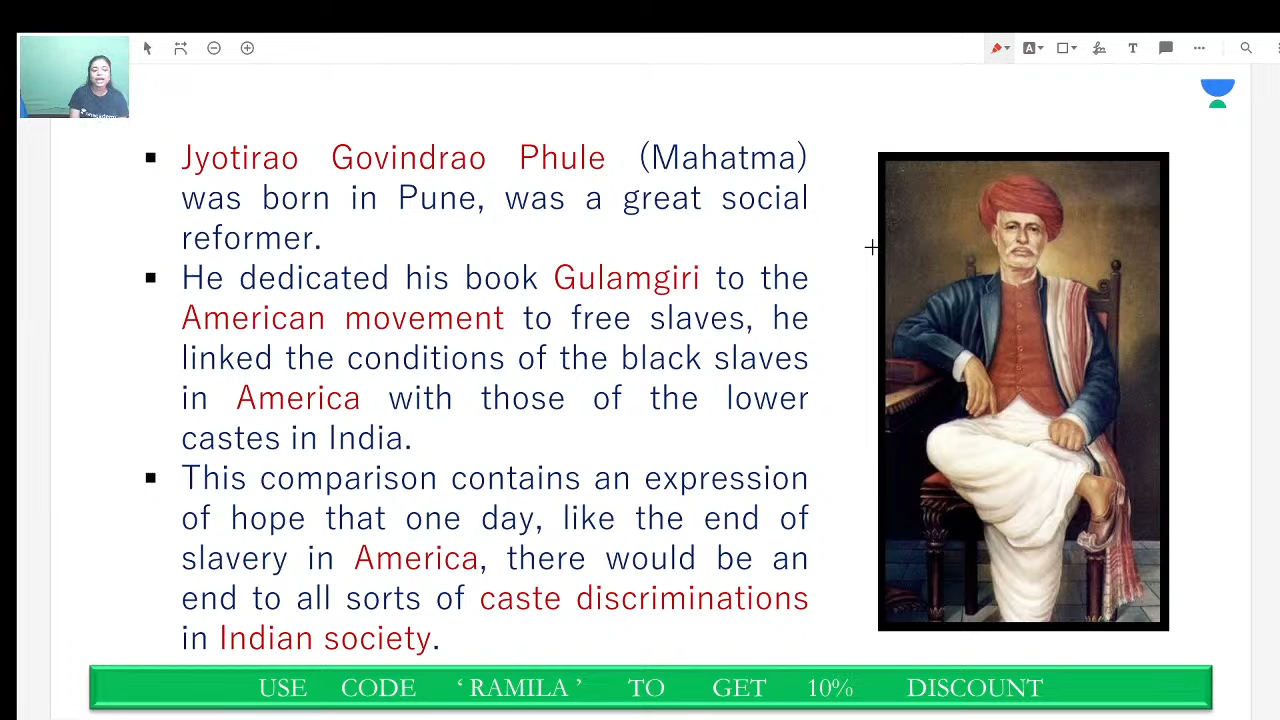 Jyotirao Govindrao Phule (Mahatma)
was born in Pune, was a great social
reformer.
He dedicated his book Gulamgiri to the
American movement to free slaves, he
linked the conditions of the black slaves
in America with those of the lower
castes in India.
This comparison contains an expression
of hope that one day, like the end of
slavery in America, there would be an
end to all sorts of caste discriminations
in Indian society.
USE CODE ‘ RAMILA ’ TO GET 10% DISCOUNT